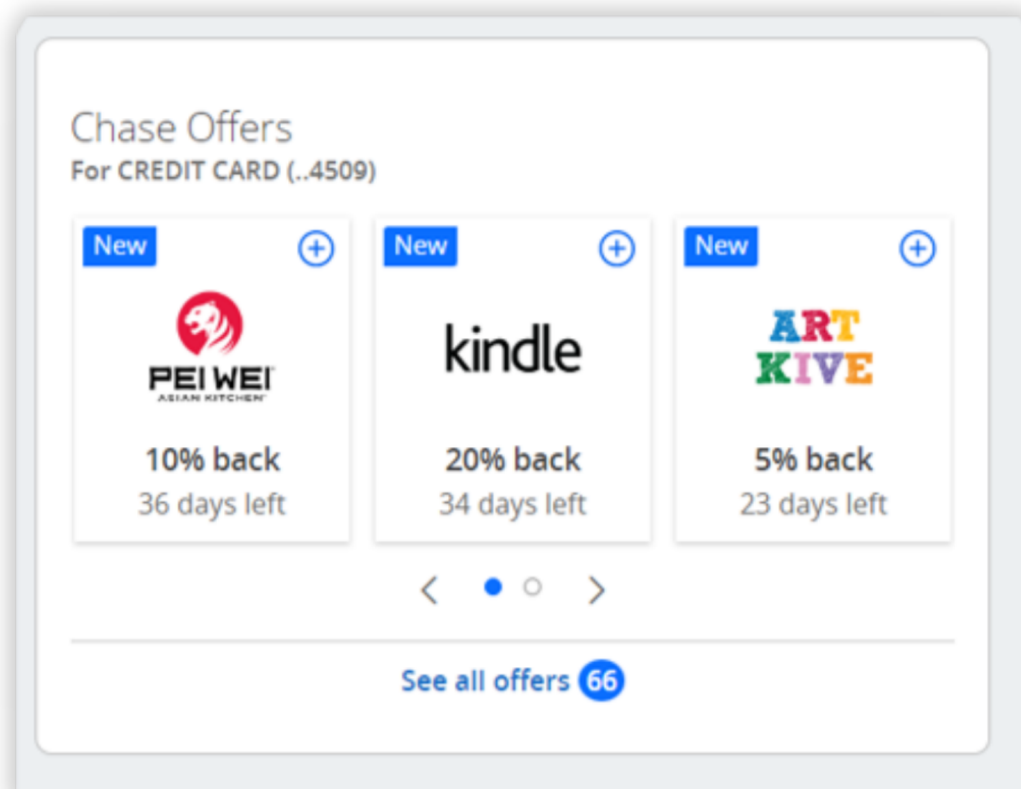 Chase Offers
For CREDIT CARD (..4509)
New
New
New
PEI WEI
ASIAN KITCHEN
kindle
ART
KIVE
10% back
20% back
5% back
36 days left
34 days left
23 days left
See all offers 66